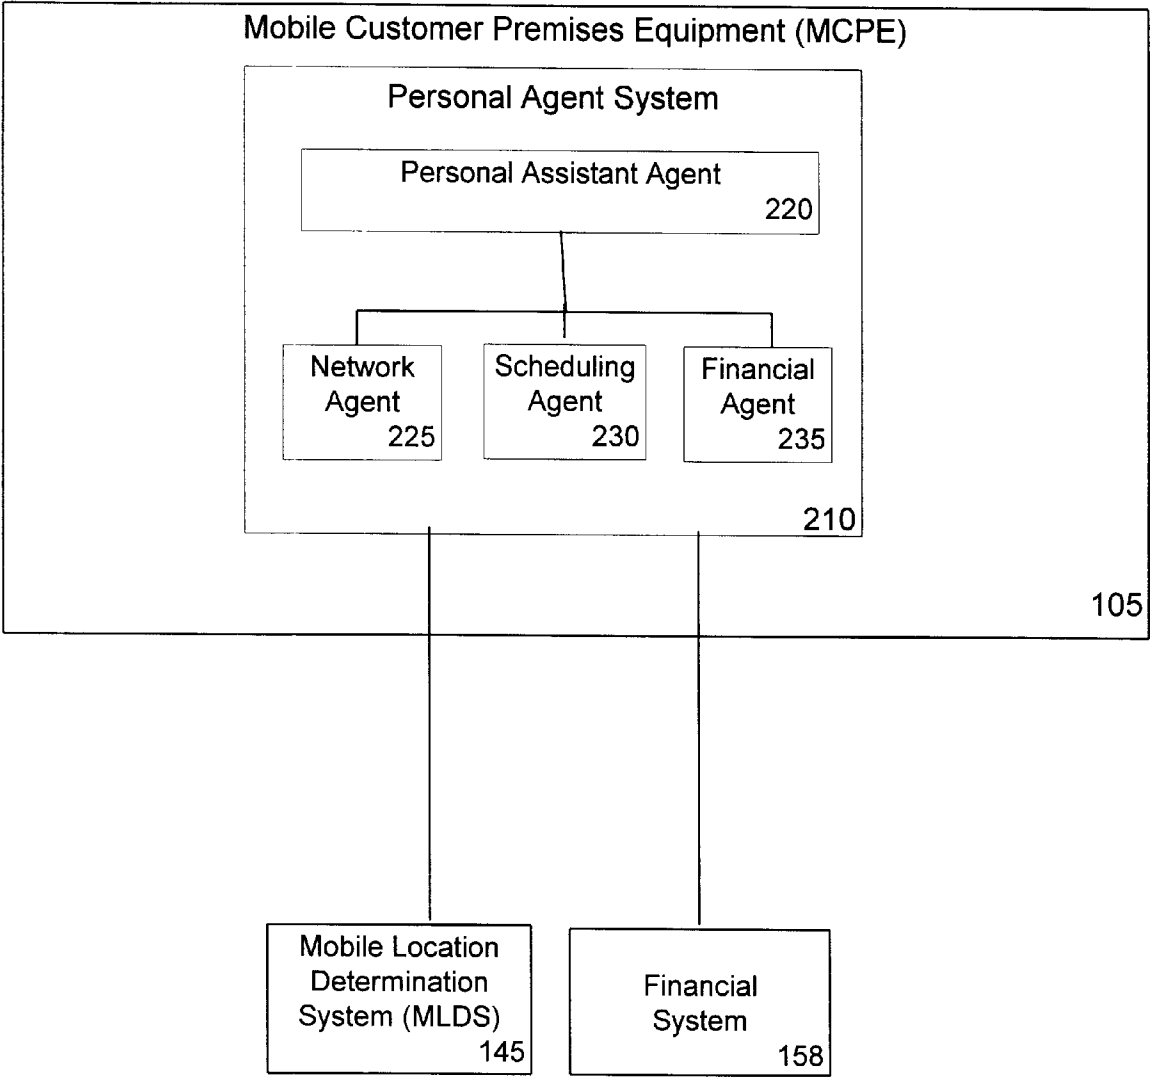 Mobile Customer Premises Equipment (MCPE)
Personal Agent System
Personal Assistant Agent
220
Network
Agent
225
Scheduling
Agent
230
Financial
Agent
235
210
105
Mobile Location
Determination
System (MLDS)
145
Financial
System
158